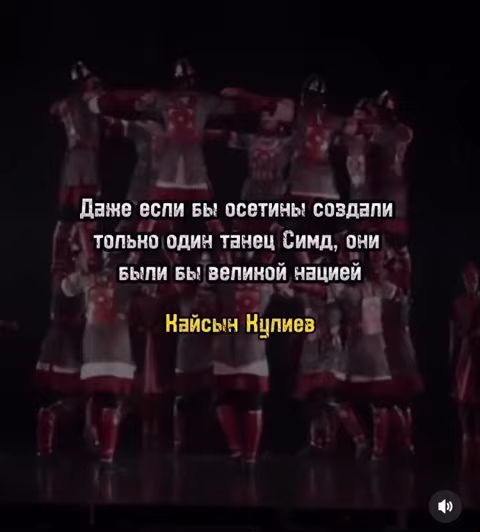 Даже если бы осетины создали
только один танец Симд, они
были бы великой нацией
Кайсын Кулиев